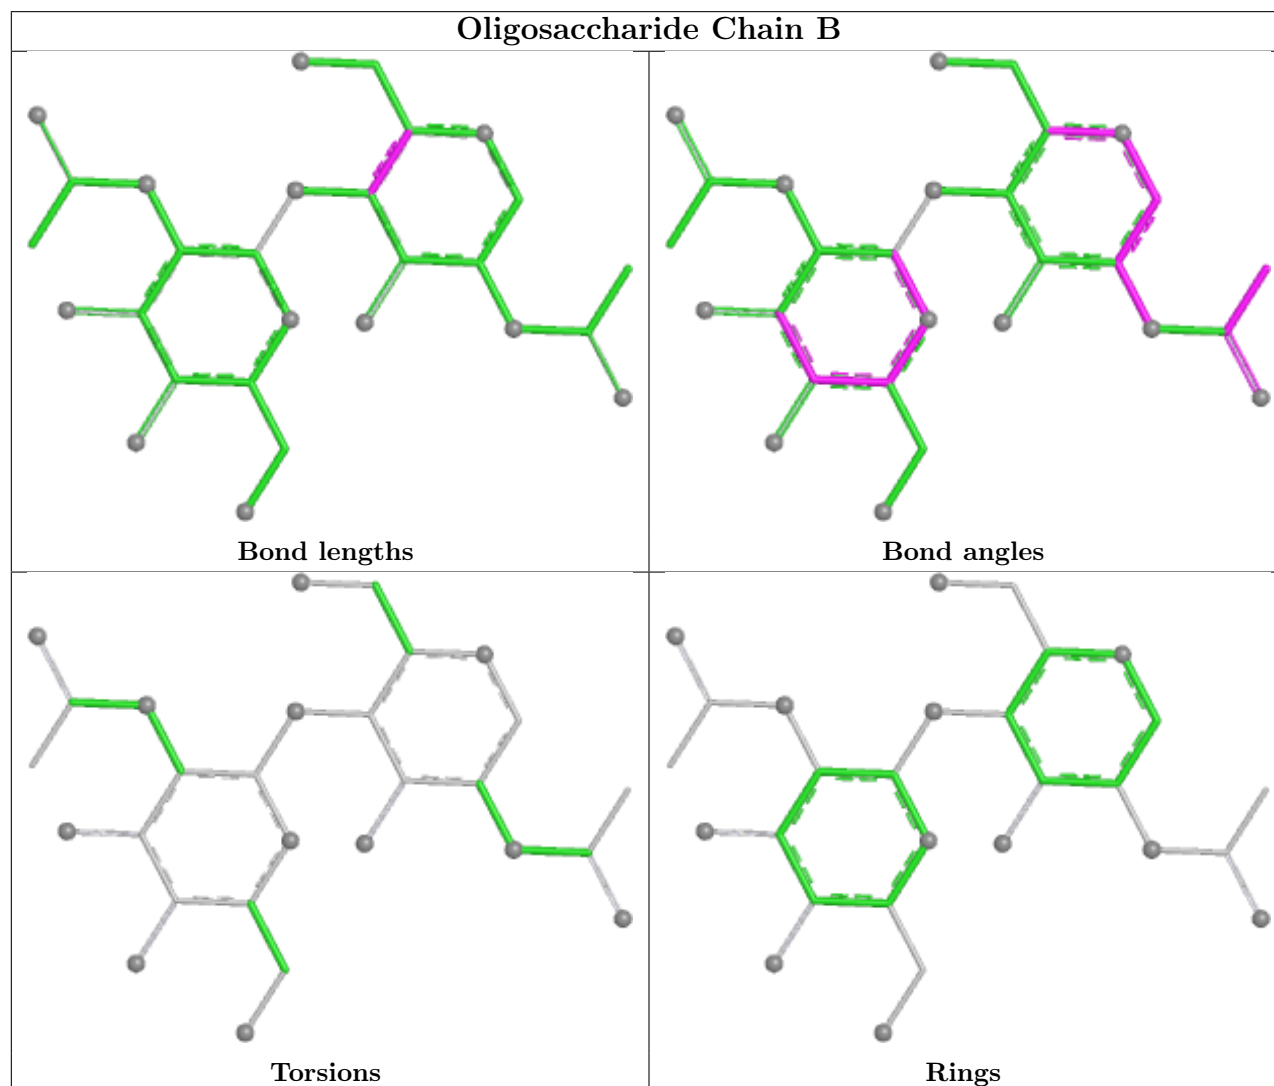 Oligosaccharide Chain B
Bond lengths
Bond angles
Torsions
Rings